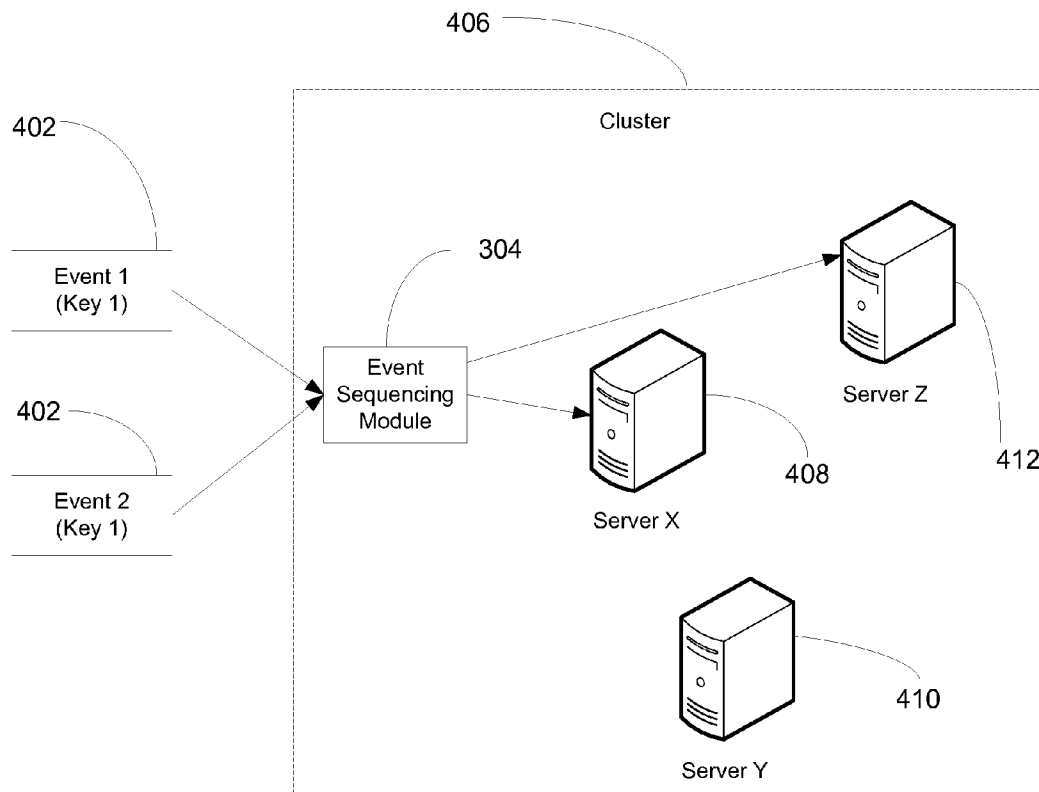 406
Cluster
402
Event 1
(Key 1)
304
Event
Sequencing
Module
Server Z
412
402
Event 2
(Key 1)
408
Server X
410
Server Y